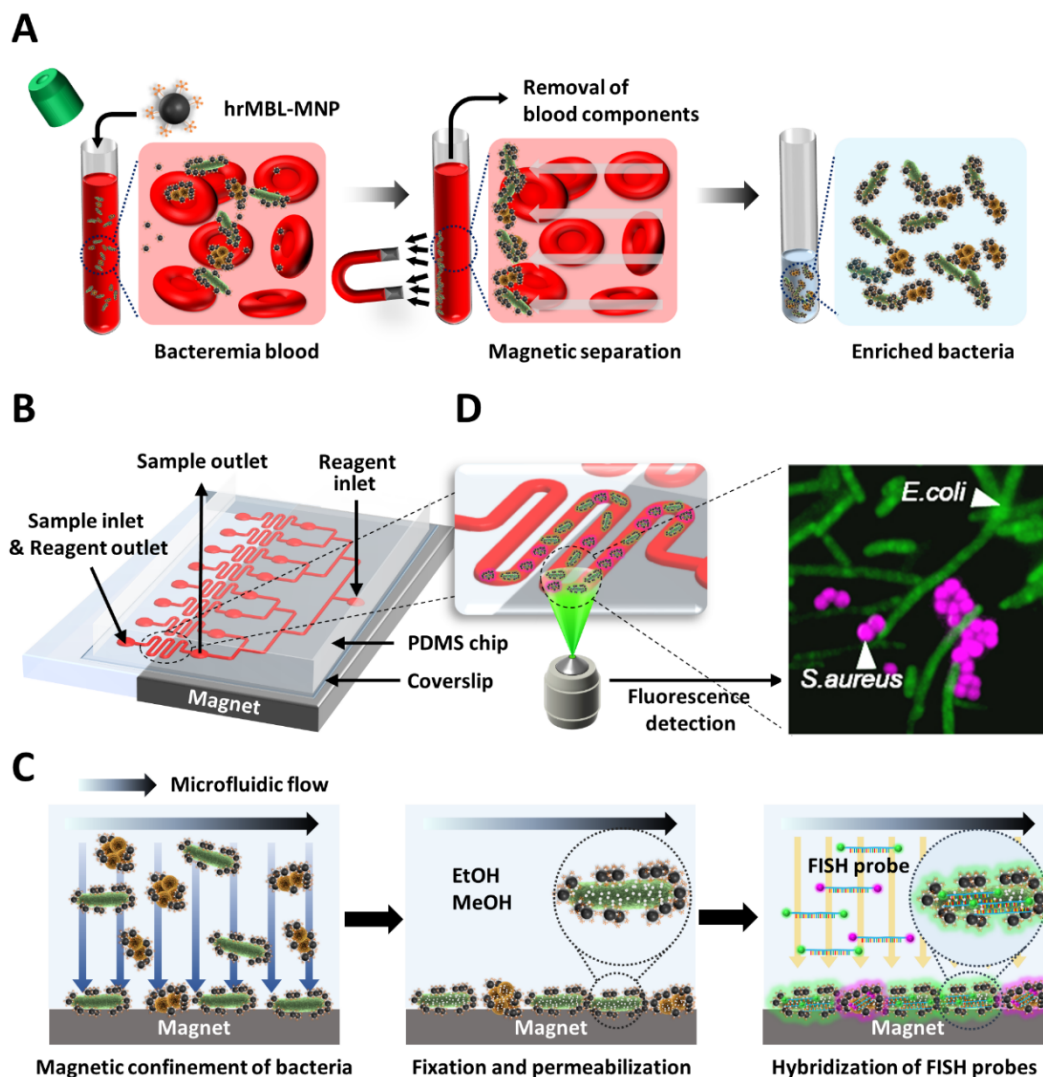 A
hrMBL-MNP
Removal of
blood components
Bacteremia blood
Magnetic separation
Enriched bacteria
B
Sample outlet
Reagent
inlet
Sample inlet
& Reagent outlet
PDMS chip
Coverslip
Magnet
D
Fluorescence
detection
E.coli
S.aureus
C
Microfluidic flow
Magnet
Magnetic confinement of bacteria
EtOH
MeOH
Magnet
Fixation and permeabilization
FISH probe
Magnet
Hybridization of FISH probes